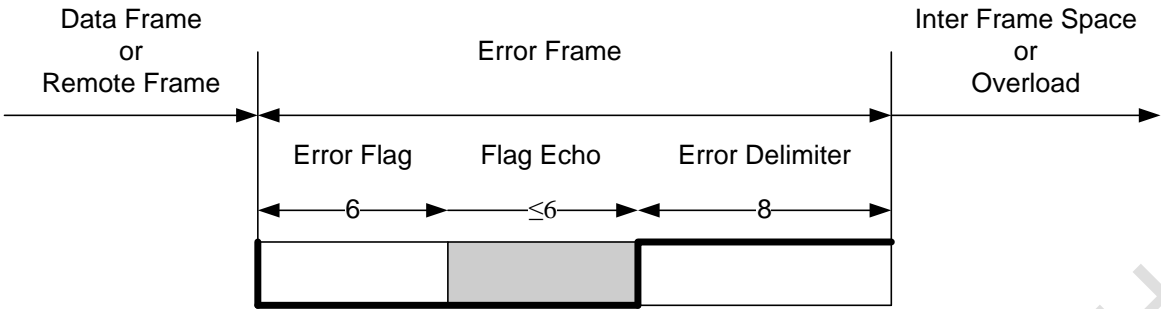 Data Frame
or
Remote Frame
Error Frame
Inter Frame Space
or
Overload
Error Flag
Flag Echo
Error Delimiter
6
≤6
8